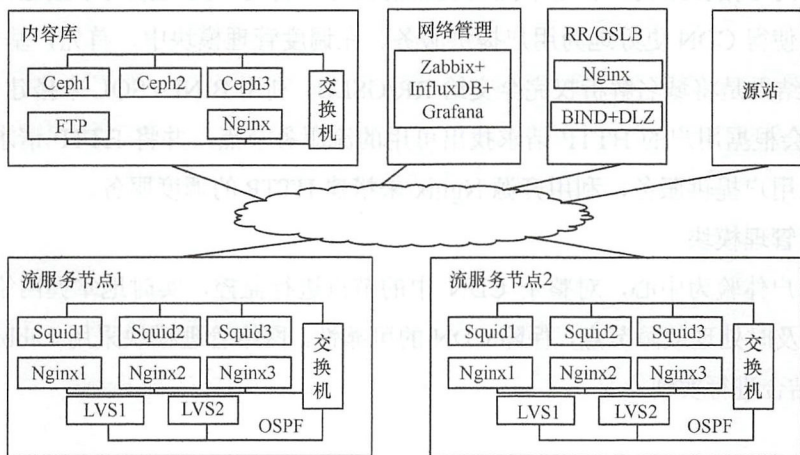 内容库
Ceph1 Ceph2 Ceph3
FTP Nginx
交换机
网络管理
Zabbix+
InfluxDB+
Grafana
RR/GSLB
Nginx
BIND+DLZ
源站
流服务节点1
Squid1 Squid2 Squid3
Nginx1 Nginx2 Nginx3
交换机
LVS1 LVS2
OSPF
流服务节点2
Squid1 Squid2 Squid3
Nginx1 Nginx2 Nginx3
交换机
LVS1 LVS2
OSPF